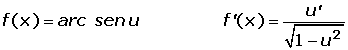 f(x) = arc senu f'(x) = u' / √(1 − u²)